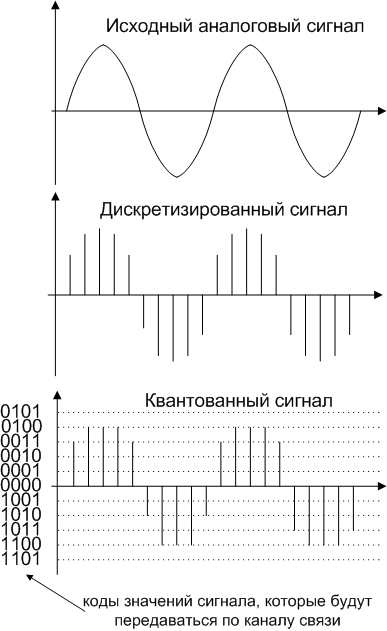 Исходный аналоговый сигнал
Дискретизированный сигнал
Квантованный сигнал
0101
0100
0011
0010
0001
0000
1001
1010
1011
1100
1101
коды значений сигнала, которые будут
передаваться по каналу связи